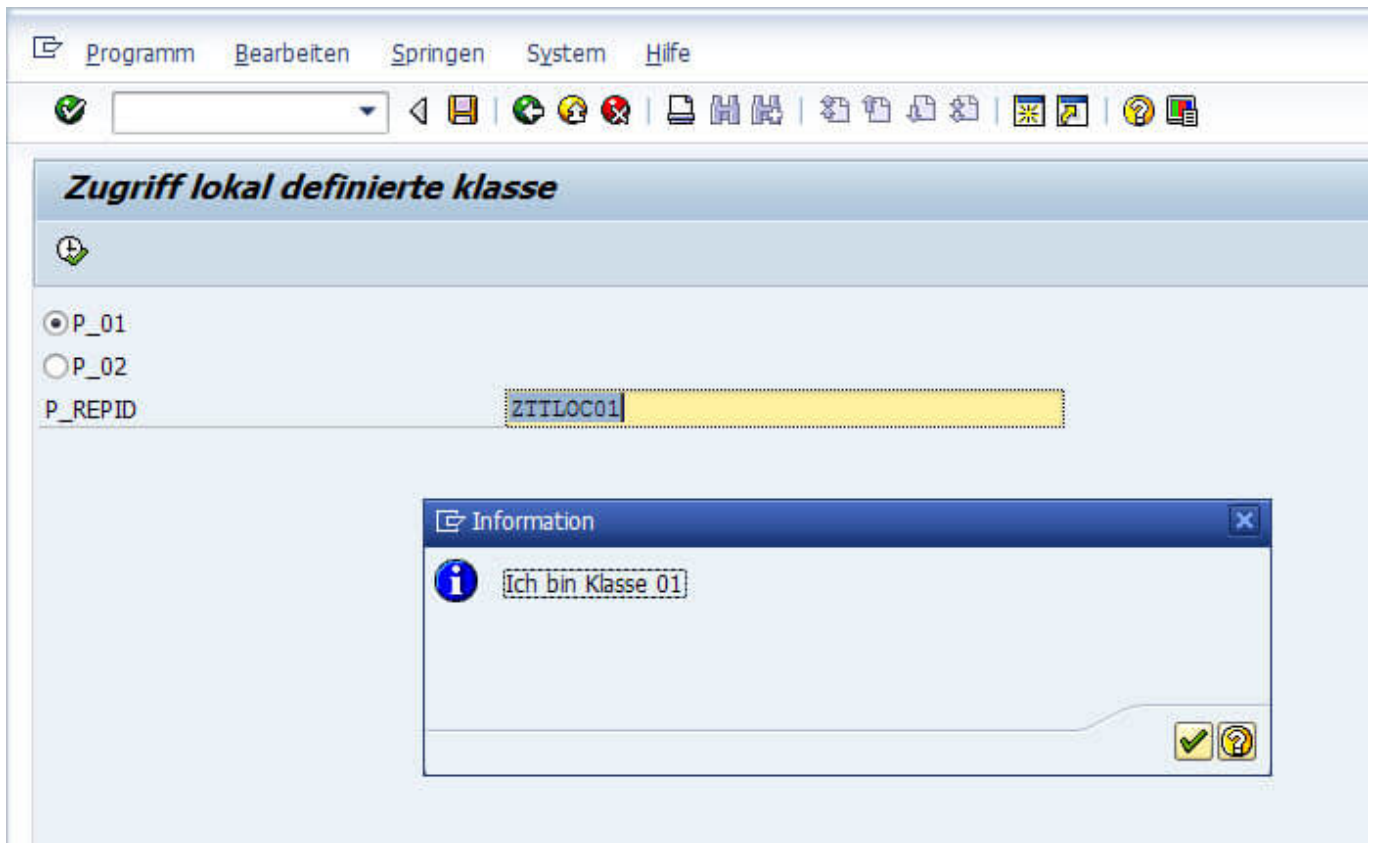 Programm Bearbeiten Springen System Hilfe
Zugriff lokal definierte klasse
P_01
P_02
P_REPID ZTTLOC01
Information
Ich bin Klasse 01